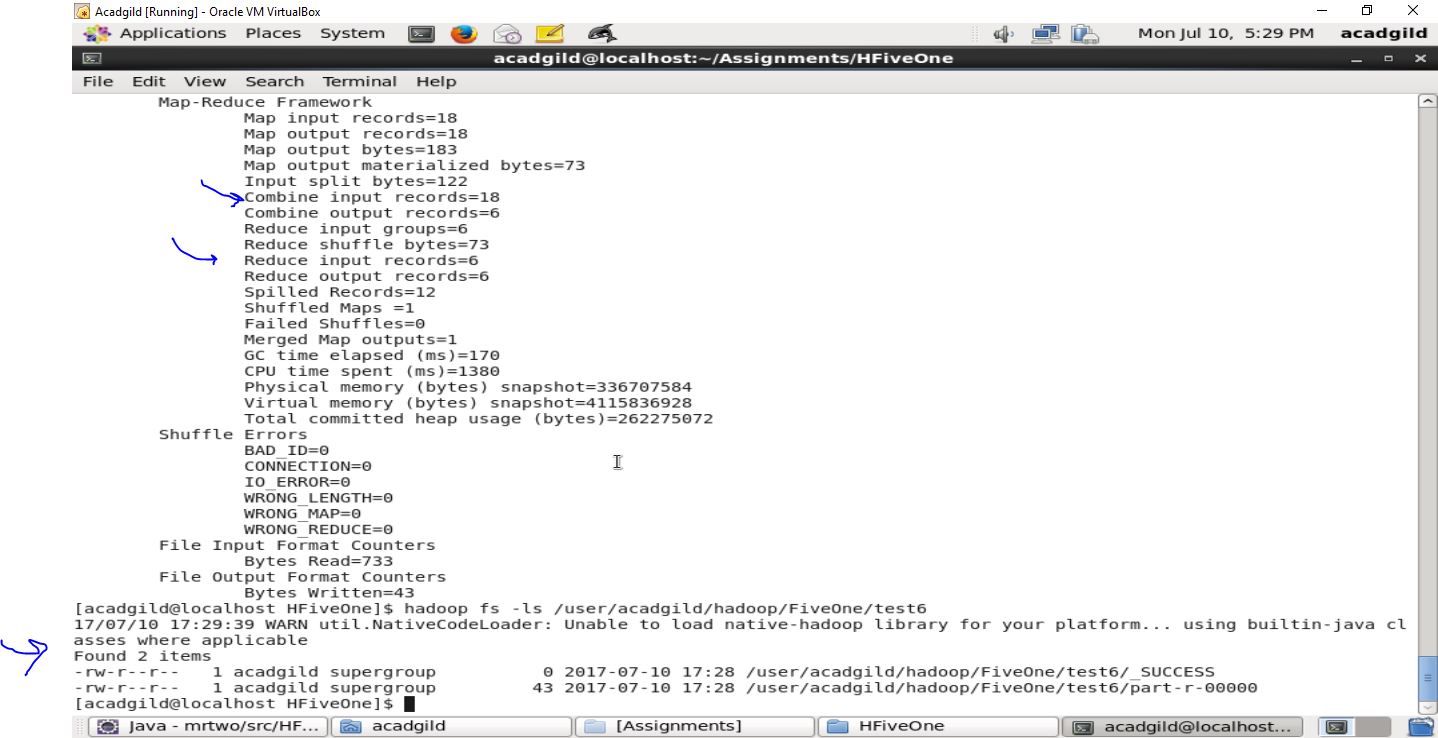 Acadgild [Running] - Oracle VM VirtualBox
Applications Places System Mon Jul 10, 5:29 PM acadgild
acadgild@localhost:~/Assignments/HFiveOne
File Edit View Search Terminal Help
Map-Reduce Framework
Map input records=18
Map output records=18
Map output bytes=183
Map output materialized bytes=73
Input split bytes=122
Combine input records=18
Combine output records=6
Reduce input groups=6
Reduce shuffle bytes=73
Reduce input records=6
Reduce output records=6
Spilled Records=12
Shuffled Maps =1
Failed Shuffles=0
Merged Map outputs=1
GC time elapsed (ms)=170
CPU time spent (ms)=1380
Physical memory (bytes) snapshot=336707584
Virtual memory (bytes) snapshot=4115836928
Total committed heap usage (bytes)=262275072
Shuffle Errors
BAD_ID=0
CONNECTION=0
IO_ERROR=0
WRONG_LENGTH=0
WRONG_MAP=0
WRONG_REDUCE=0
File Input Format Counters
Bytes Read=733
File Output Format Counters
Bytes Written=43
[acadgild@localhost HFiveOne]$ hadoop fs -ls /user/acadgild/hadoop/FiveOne/test6
17/07/10 17:29:39 WARN util.NativeCodeLoader: Unable to load native-hadoop library for your platform... using builtin-java cl
asses where applicable
Found 2 items
-rw-r--r-- 1 acadgild supergroup 0 2017-07-10 17:28 /user/acadgild/hadoop/FiveOne/test6/_SUCCESS
-rw-r--r-- 1 acadgild supergroup 43 2017-07-10 17:28 /user/acadgild/hadoop/FiveOne/test6/part-r-00000
[acadgild@localhost HFiveOne]$
Java - mrtwo/src/HF... acadgild [Assignments] HFiveOne acadgild@localhost...